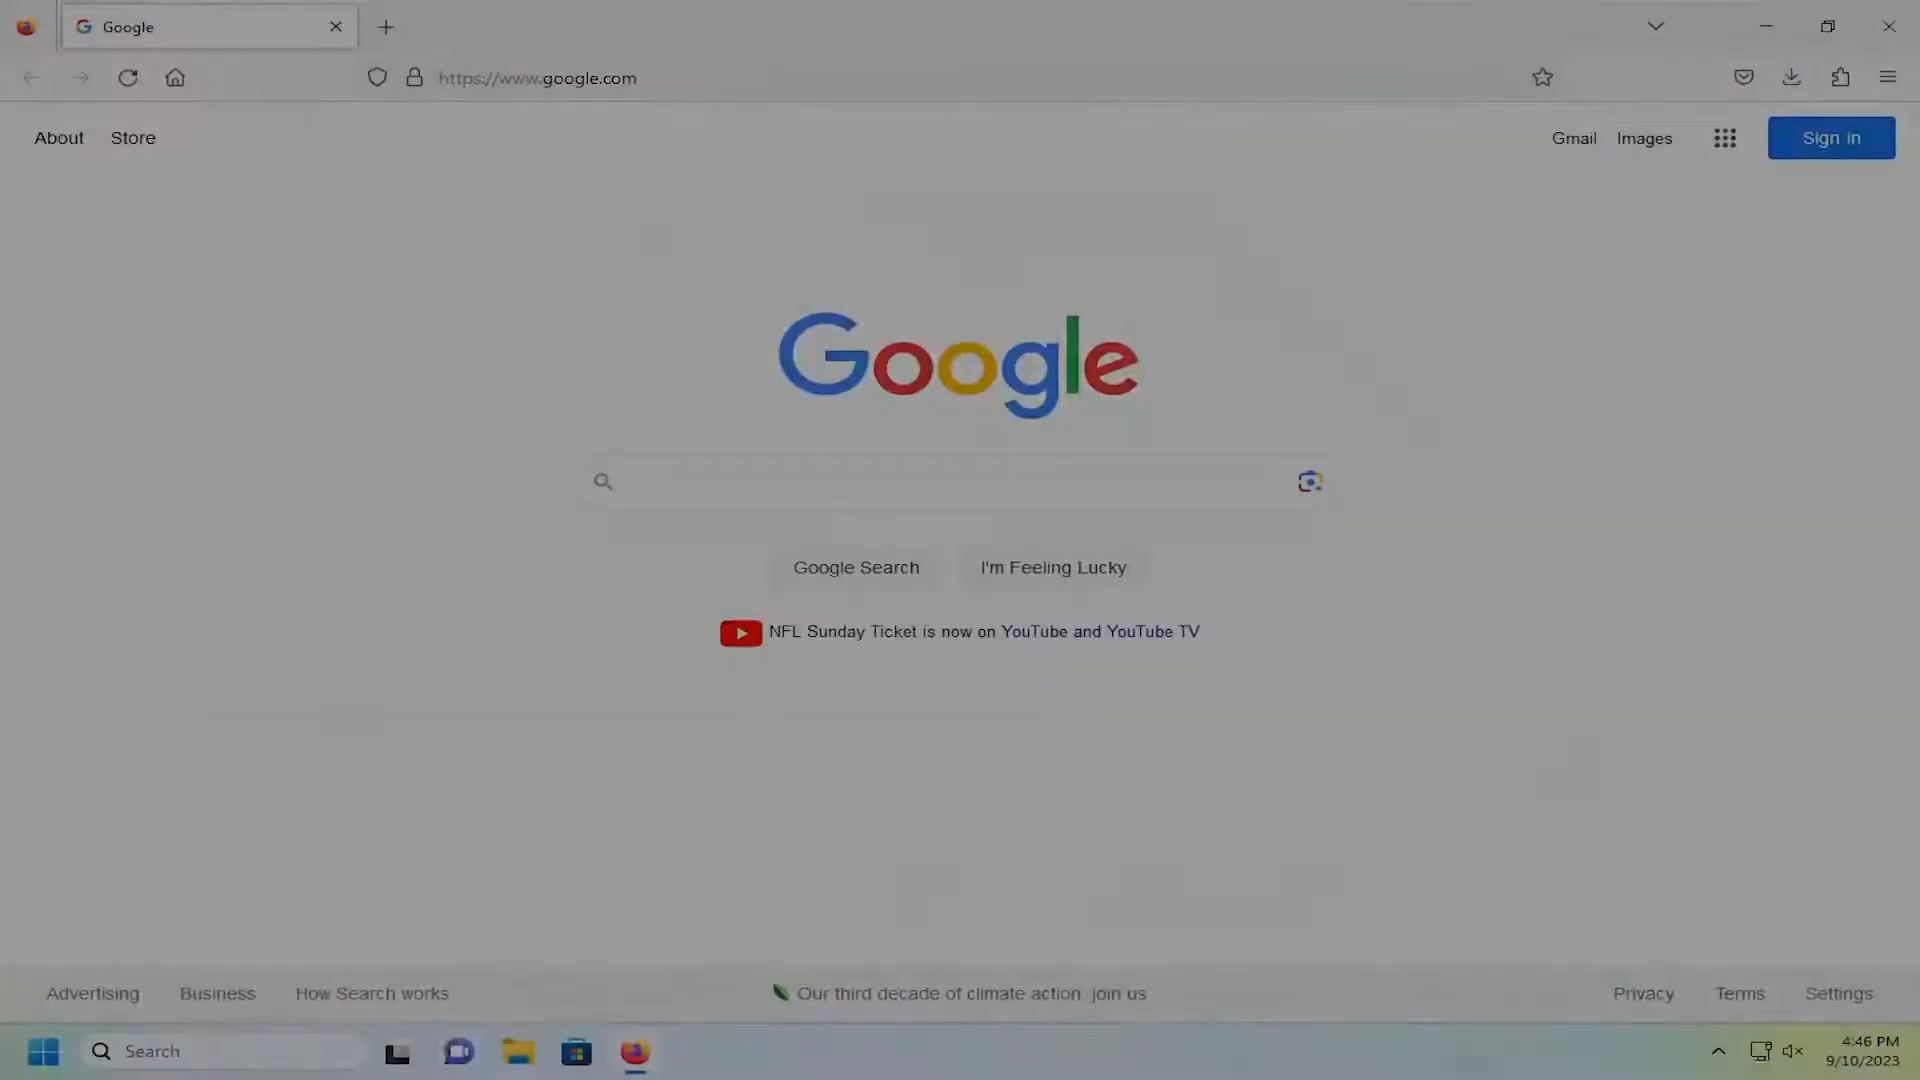 Google
https://www.google.com
About Store
Gmail Images Sign in
Google
Google Search I'm Feeling Lucky
NFL Sunday Ticket is now on YouTube and YouTube TV
Advertising Business How Search works
Our third decade of climate action join us
Privacy Terms Settings
Search
4:46 PM
9/10/2023